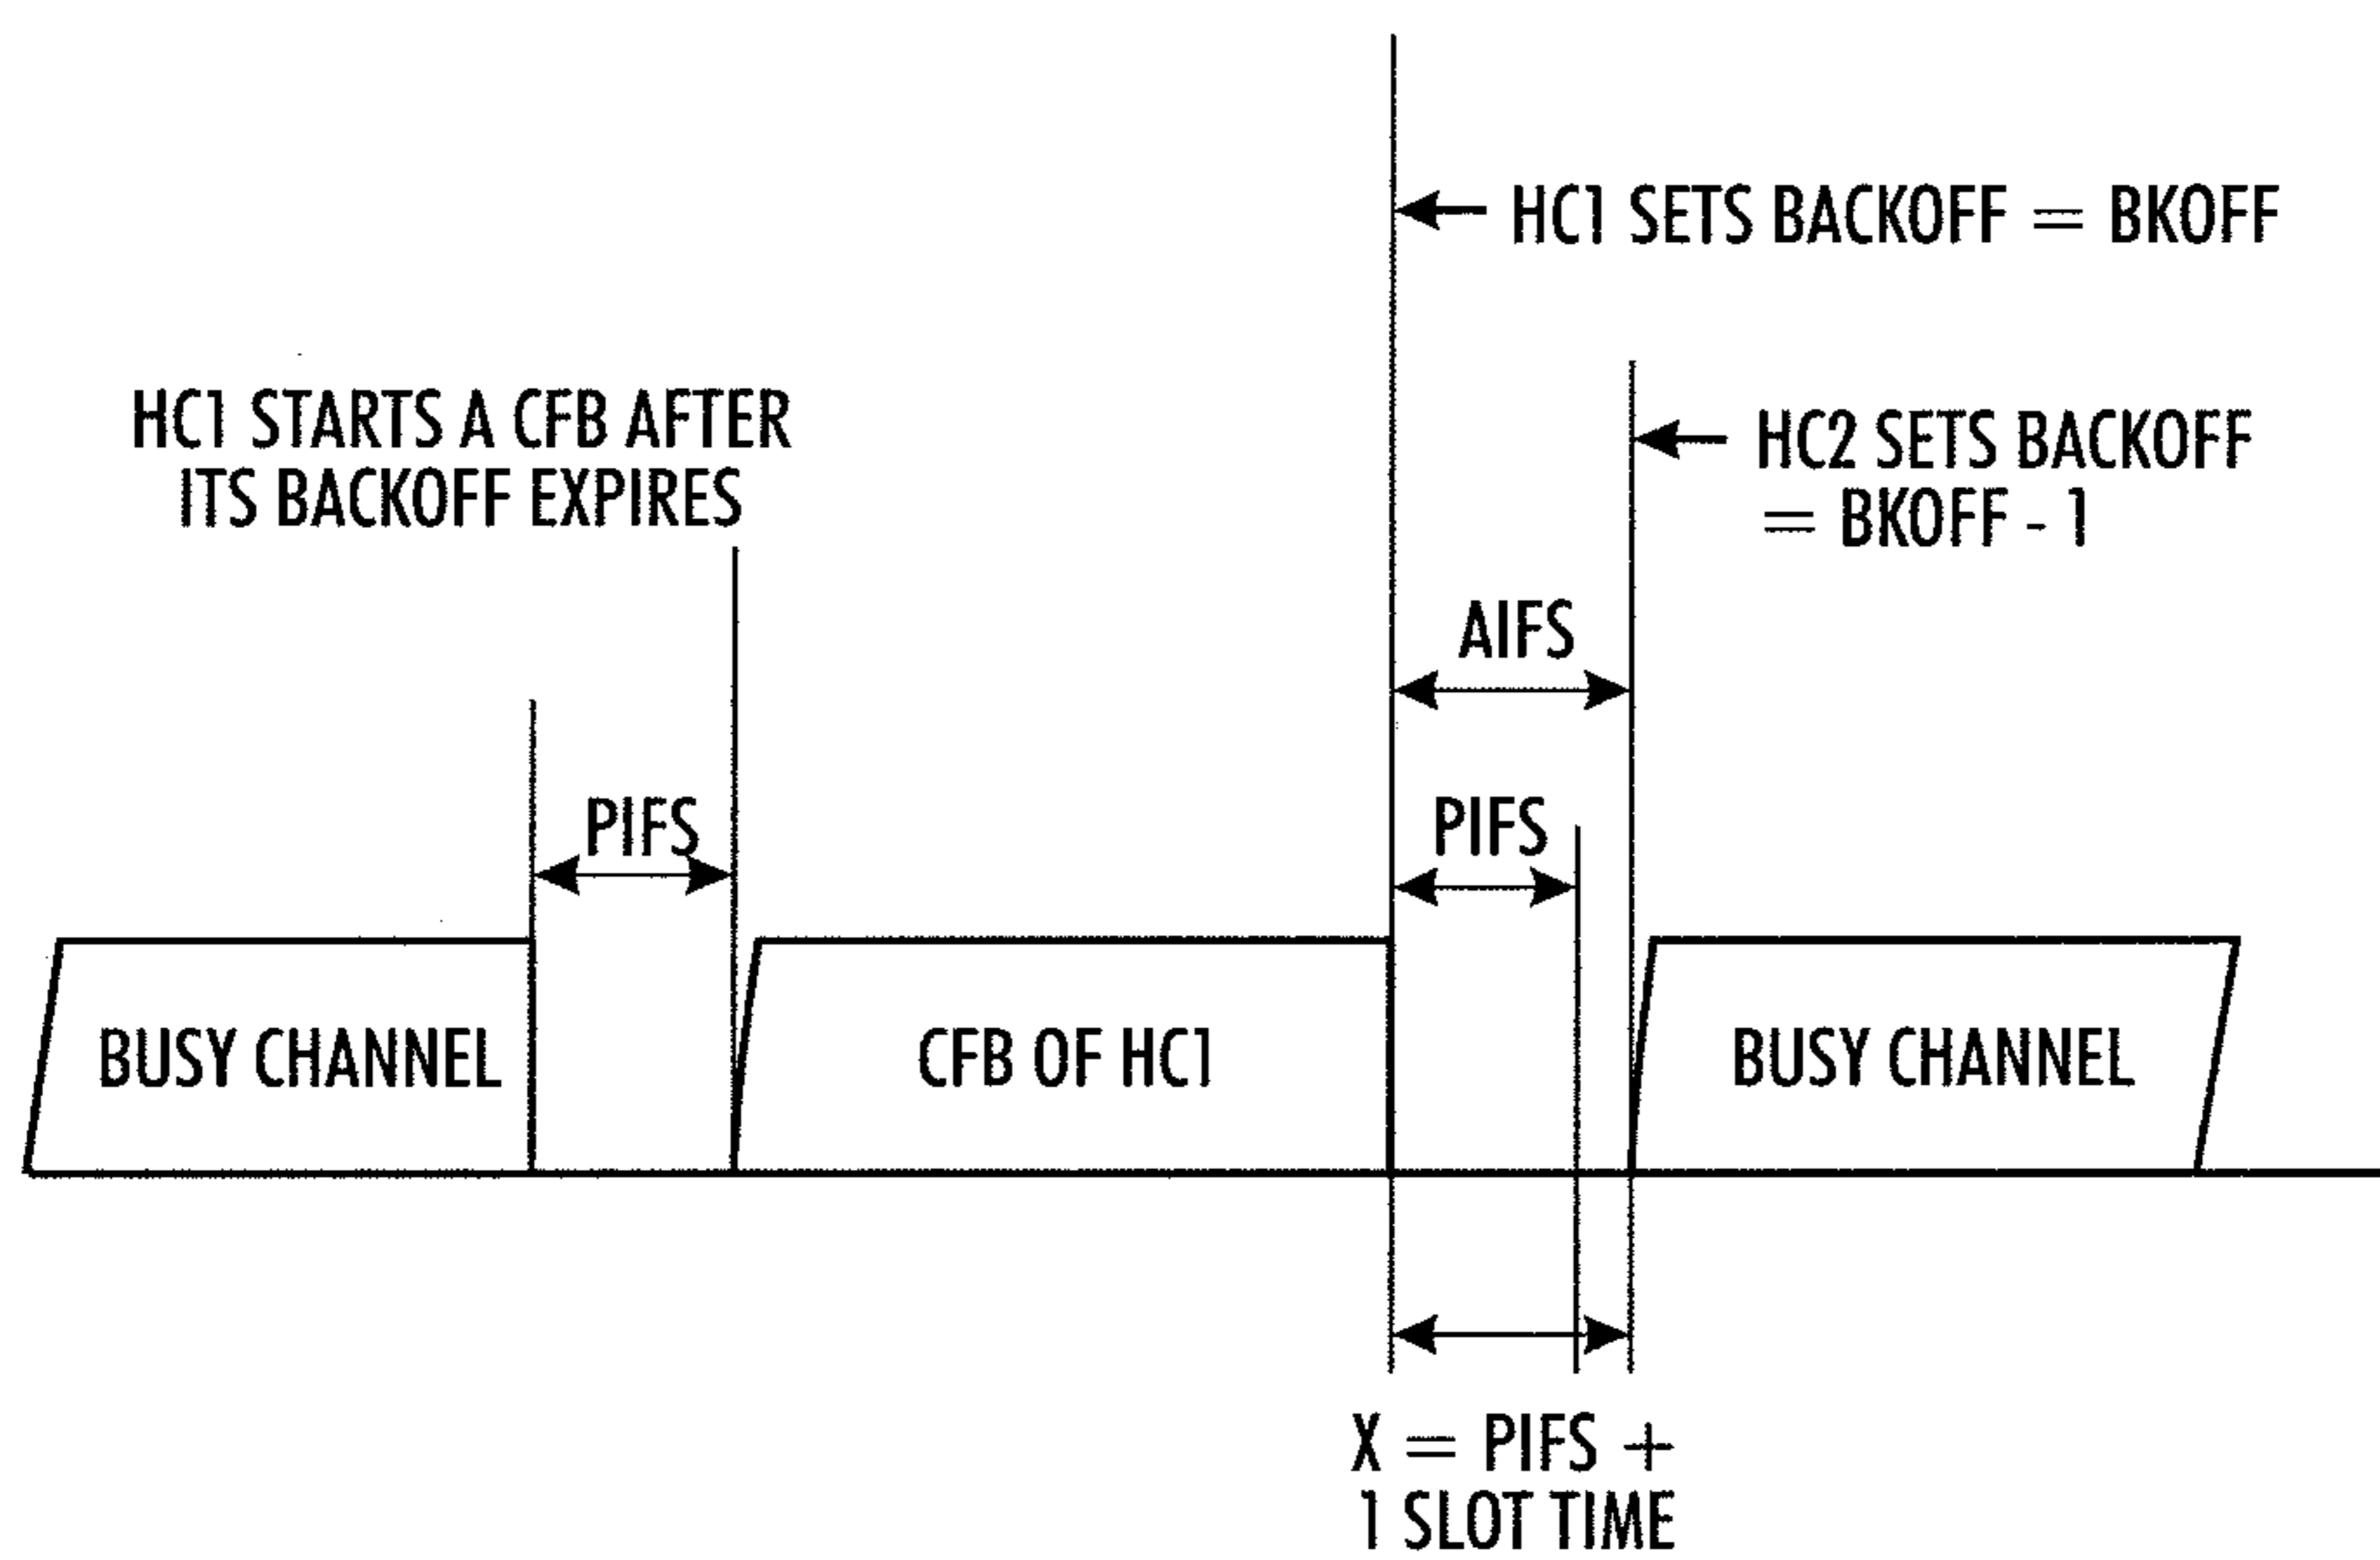 HC1 SETS BACKOFF = BKOFF
HC1 STARTS A CFB AFTER
ITS BACKOFF EXPIRES
HC2 SETS BACKOFF
= BKOFF - 1
AIFS
PIFS
PIFS
BUSY CHANNEL
CFB OF HC1
BUSY CHANNEL
X = PIFS +
1 SLOT TIME